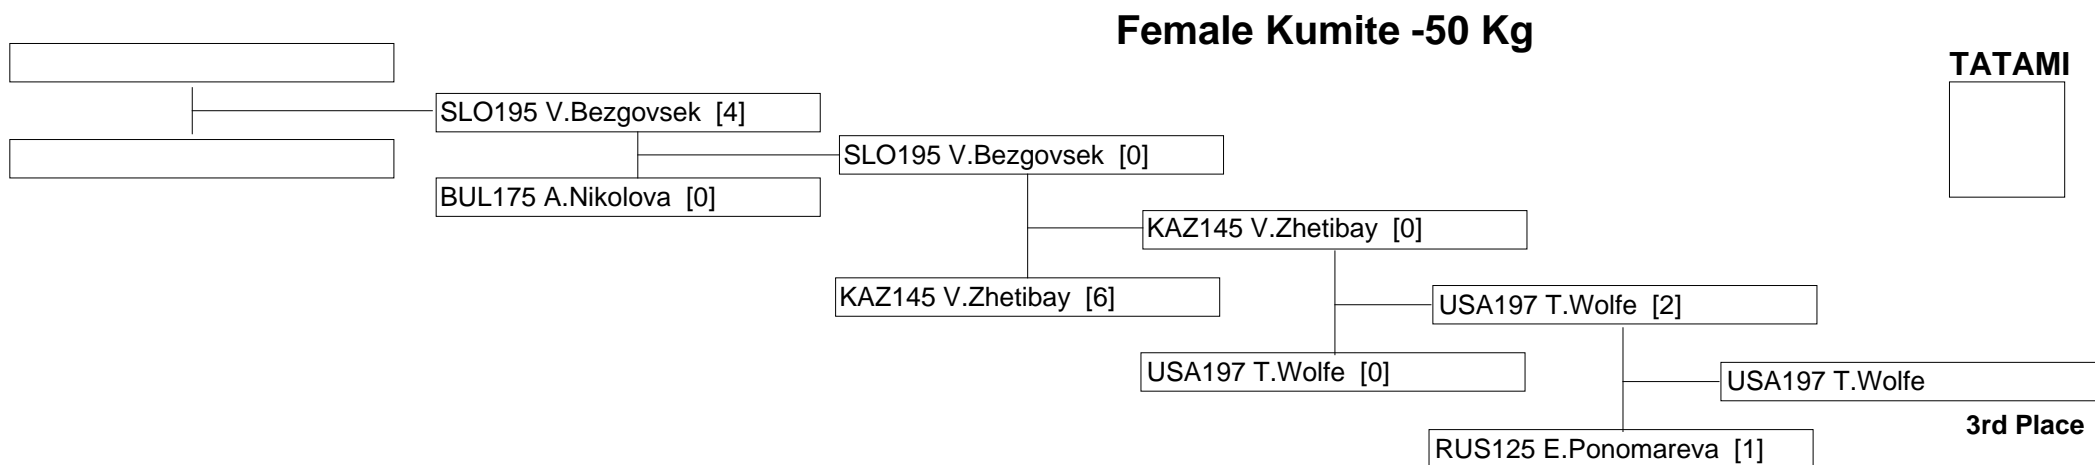 Female Kumite -50 Kg
TATAMI
SLO195 V.Bezgovsek [4]
SLO195 V.Bezgovsek [0]
BUL175 A.Nikolova [0]
KAZ145 V.Zhetibay [0]
KAZ145 V.Zhetibay [6]
USA197 T.Wolfe [2]
USA197 T.Wolfe [0]
USA197 T.Wolfe
3rd Place
RUS125 E.Ponomareva [1]